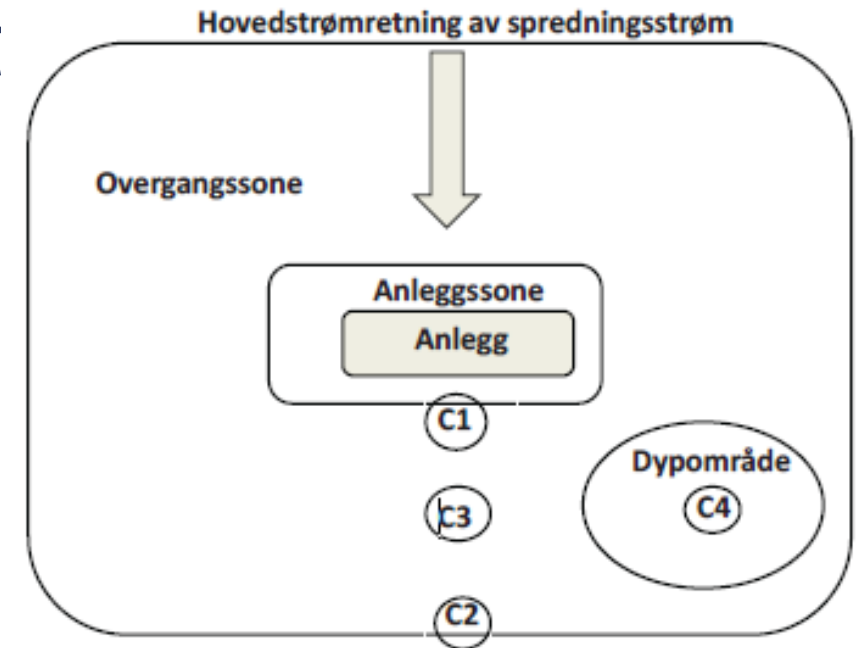 Hovedstrømretning av spredningsstrøm
Overgangssone
Anleggssone
Anlegg
C1
Dypområde
C3
C4
C2